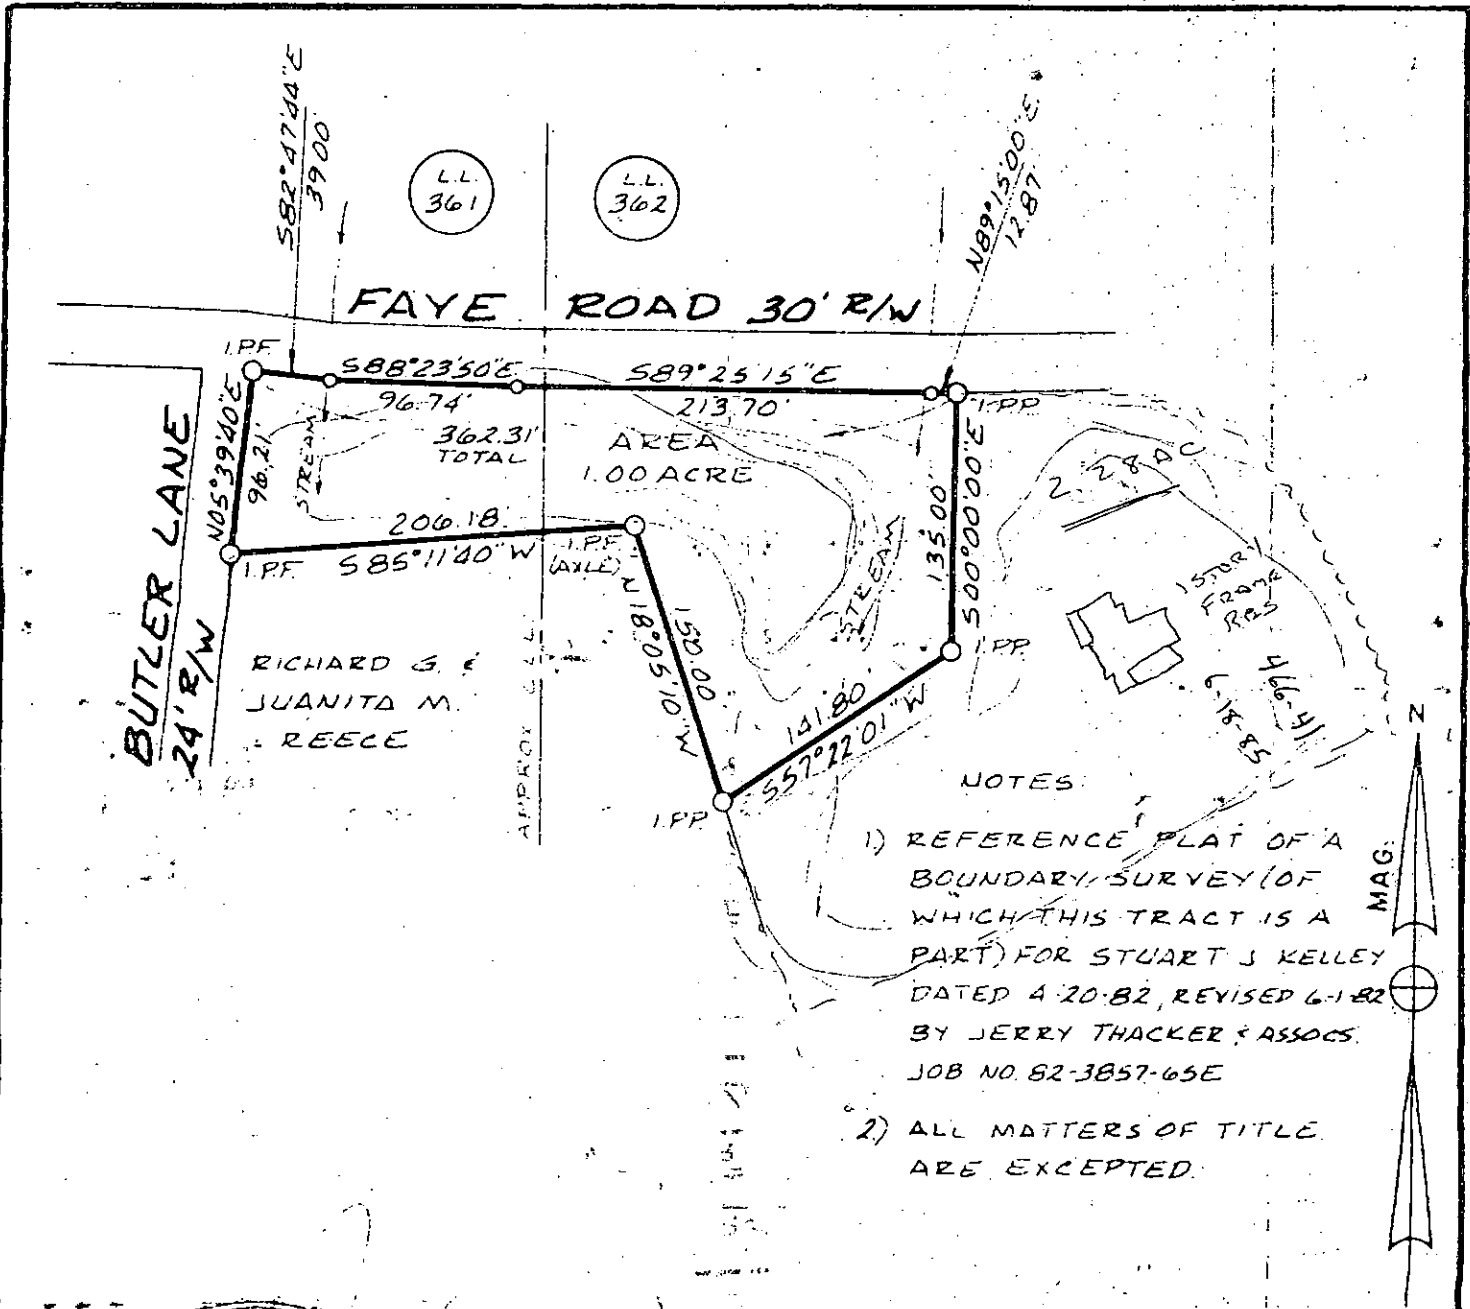 S82°47'44"E
39.00'
L.L.
361
L.L.
362
N89°15'00"E
12.87'
FAYE ROAD 30' R/W
I.P.F.
S88°23'50"E
96.74'
S89°25'15"E
213.70'
I.P.P.
362.31'
TOTAL
AREA
1.00 ACRE
N05°39'40"E
96.21'
STREAM
206.18'
S85°11'40"W
I.P.F.
I.P.F.
(AXLE)
BUTLER LANE
24' R/W
N18°05'10"W
150.00
STREAM
135.00'
S00°00'00"E
2.28 AC
1 STORY
FRAME
RES
466-41
6-18-85
I.P.P.
141.80'
S57°22'01"W
I.P.P.
RICHARD G. &
JUANITA M.
REECE
APPROX L.L.
N
MAG.
NOTES:
1.) REFERENCE PLAT OF A
BOUNDARY SURVEY (OF
WHICH THIS TRACT IS A
PART) FOR STUART J KELLEY
DATED 4-20-82, REVISED 6-1-82
BY JERRY THACKER & ASSOCS.
JOB NO. 82-3857-65E
2.) ALL MATTERS OF TITLE
ARE EXCEPTED.